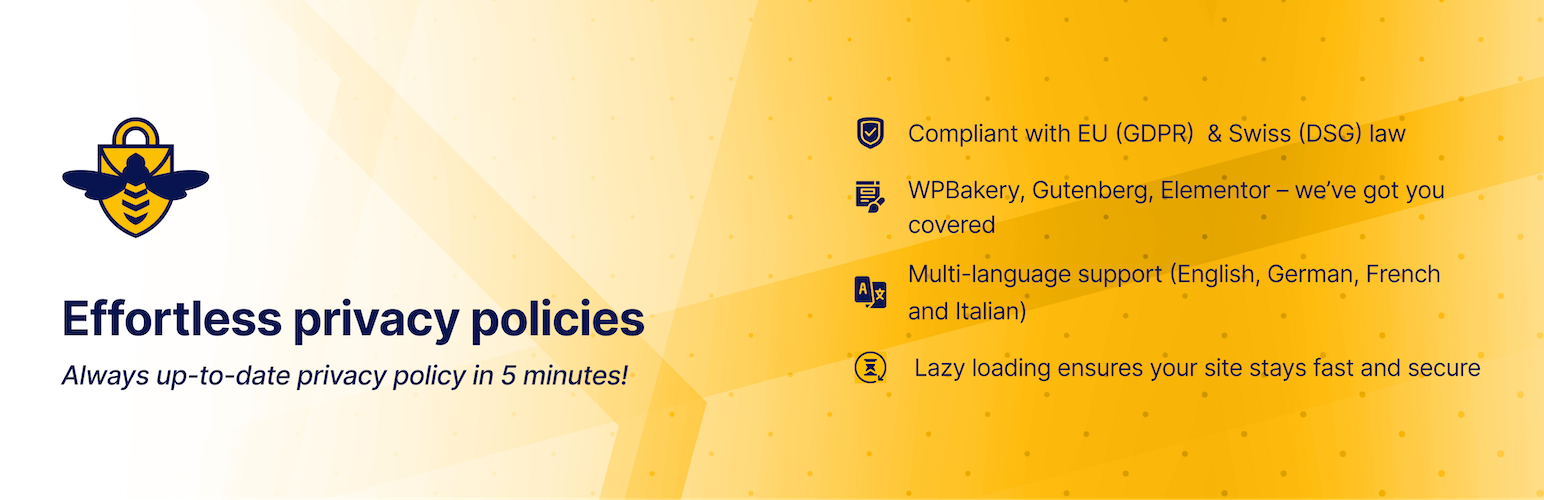 Effortless privacy policies
Always up-to-date privacy policy in 5 minutes!
Compliant with EU (GDPR)  & Swiss (DSG) law
WPBakery, Gutenberg, Elementor – we’ve got you
covered
Multi-language support (English, German, French
and Italian)
Lazy loading ensures your site stays fast and secure